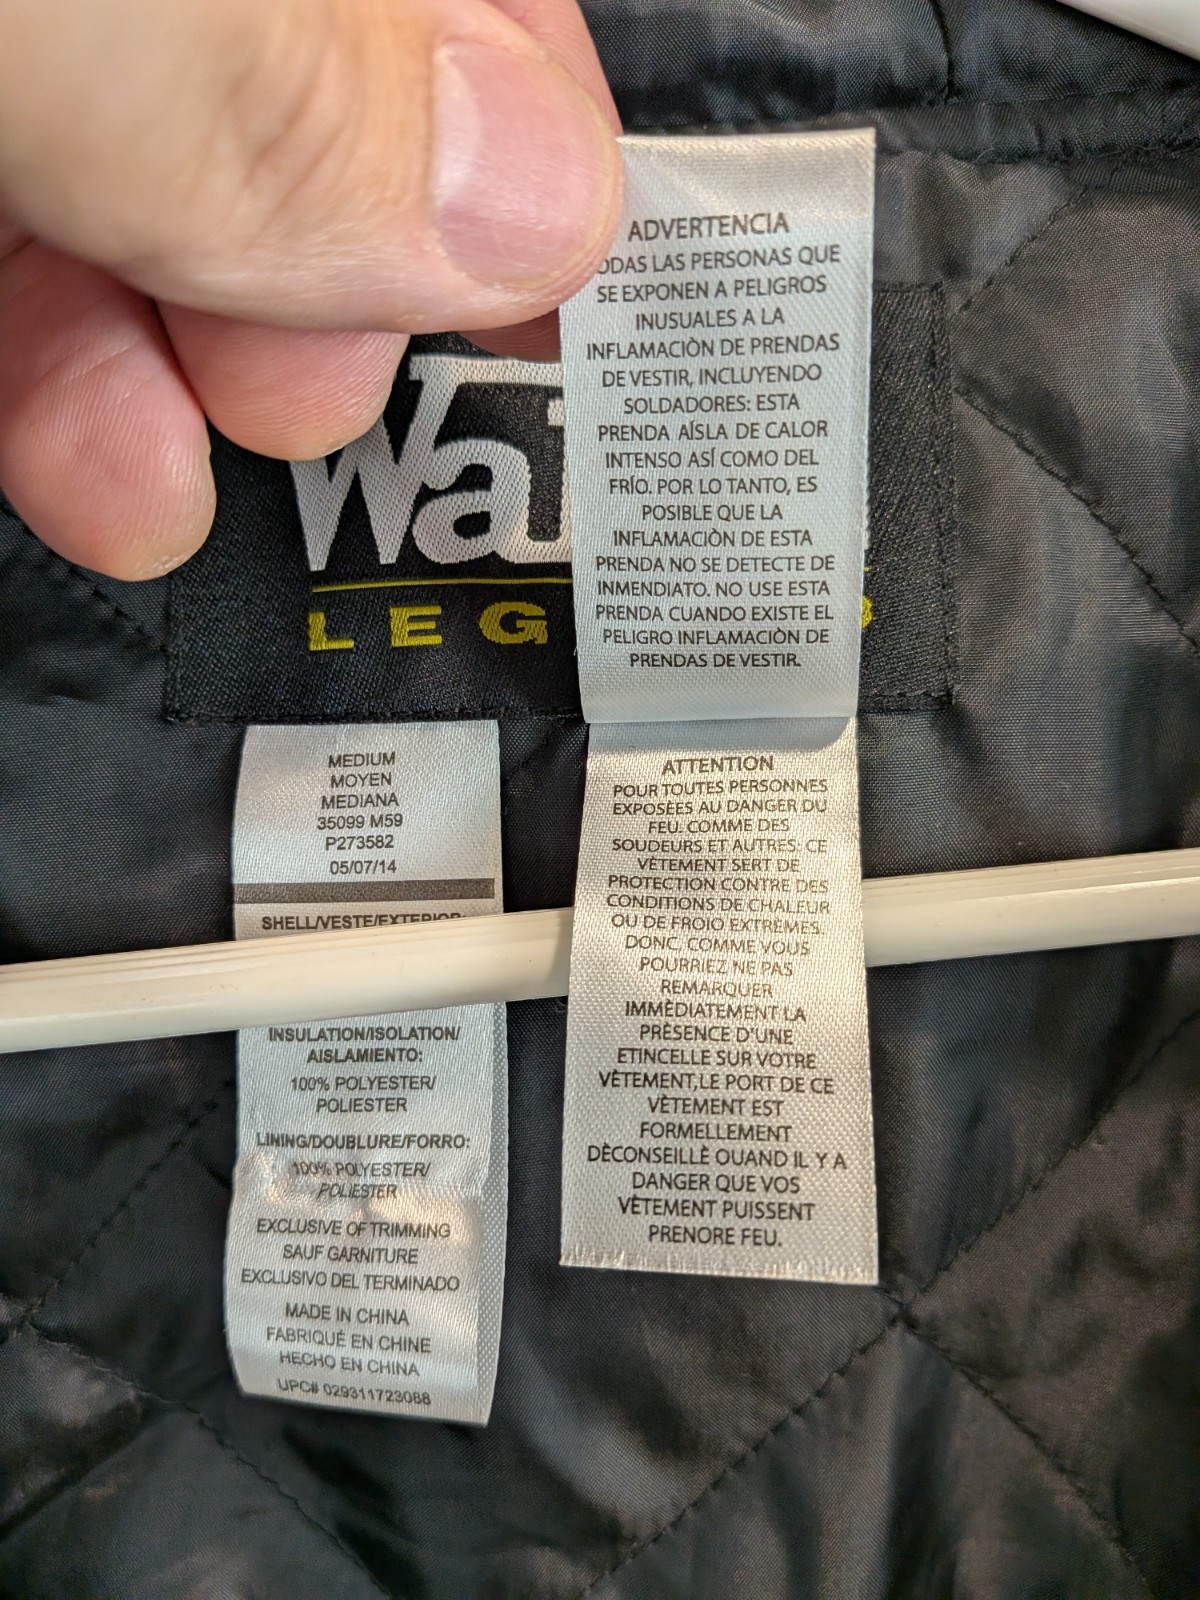 ADVERTENCIA
LAS PERSONAS QUE
SE EXPONEN A PELIGROS
INUSUALES A LA
INFLAMACIÒN DE PRENDAS
DE VESTIR, INCLUYENDO
SOLDADORES: ESTA
PRENDA AÍSLA DE CALOR
INTENSO ASÍ COMO DEL
FRÍO. POR LO TANTO, ES
POSIBLE QUE LA
INFLAMACIÒN DE ESTA
PRENDA NO SE DETECTE DE
INMENDIATO. NO USE ESTA
PRENDA CUANDO EXISTE EL
PELIGRO INFLAMACIÒN DE
PRENDAS DE VESTIR.
MEDIUM
MOYEN
MEDIANA
35099 M59
P273582
05/07/14
SHELL/VESTE/EXTERIOR:
INSULATION/ISOLATION/
AISLAMIENTO:
100% POLYESTER/
POLIESTER
LINING/DOUBLURE/FORRO:
100% POLYESTER/
POLIESTER
EXCLUSIVE OF TRIMMING
SAUF GARNITURE
EXCLUSIVO DEL TERMINADO
MADE IN CHINA
FABRIQUÉ EN CHINE
HECHO EN CHINA
UPC# 029311723088
ATTENTION
POUR TOUTES PERSONNES
EXPOSÈES AU DANGER DU
FEU. COMME DES
SOUDEURS ET AUTRES: CE
VÈTEMENT SERT DE
PROTECTION CONTRE DES
CONDITIONS DE CHALEUR
OU DE FROIO EXTRÈMES.
DONC, COMME VOUS
POURRIEZ NE PAS
REMARQUER
IMMÈDIATEMENT LA
PRÈSENCE D'UNE
ETINCELLE SUR VOTRE
VÈTEMENT,LE PORT DE CE
VÈTEMENT EST
FORMELLEMENT
DÈCONSEILLÈ OUAND IL Y A
DANGER QUE VOS
VÈTEMENT PUISSENT
PRENORE FEU.